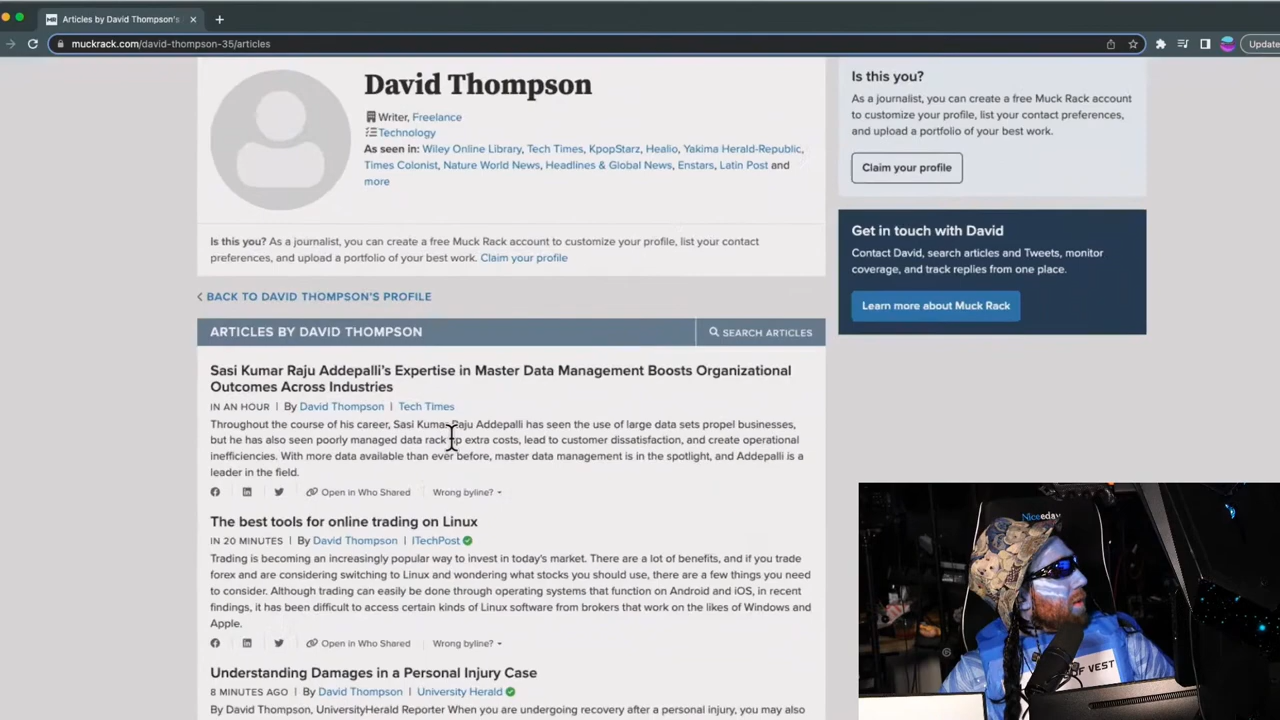 Articles by David Thompson's
muckrack.com/david-thompson-35/articles
Update
David Thompson
Writer, Freelance
Technology
As seen in: Wiley Online Library, Tech Times, KpopStarz, Healio, Yakima Herald-Republic,
Times Colonist, Nature World News, Headlines & Global News, Enstars, Latin Post and
more
Is this you? As a journalist, you can create a free Muck Rack account to customize your profile, list your contact
preferences, and upload a portfolio of your best work. Claim your profile
BACK TO DAVID THOMPSON'S PROFILE
ARTICLES BY DAVID THOMPSON
SEARCH ARTICLES
Sasi Kumar Raju Addepalli's Expertise in Master Data Management Boosts Organizational
Outcomes Across Industries
IN AN HOUR | By David Thompson | Tech Times
Throughout the course of his career, Sasi Kumar Raju Addepalli has seen the use of large data sets propel businesses,
but he has also seen poorly managed data rack up extra costs, lead to customer dissatisfaction, and create operational
inefficiencies. With more data available than ever before, master data management is in the spotlight, and Addepalli is a
leader in the field.
Open in Who Shared Wrong byline?
The best tools for online trading on Linux
IN 20 MINUTES | By David Thompson | ITechPost
Trading is becoming an increasingly popular way to invest in today's market. There are a lot of benefits, and if you trade
forex and are considering switching to Linux and wondering what stocks you should use, there are a few things you need
to consider. Although trading can easily be done through operating systems that function on Android and iOS, in recent
findings, it has been difficult to access certain kinds of Linux software from brokers that work on the likes of Windows and
Apple.
Open in Who Shared Wrong byline?
Understanding Damages in a Personal Injury Case
8 MINUTES AGO | By David Thompson | University Herald
By David Thompson, UniversityHerald Reporter When you are undergoing recovery after a personal injury, you may also
Is this you?
As a journalist, you can create a free Muck Rack account
to customize your profile, list your contact preferences,
and upload a portfolio of your best work.
Claim your profile
Get in touch with David
Contact David, search articles and Tweets, monitor
coverage, and track replies from one place.
Learn more about Muck Rack
Niceeday
OF VEST